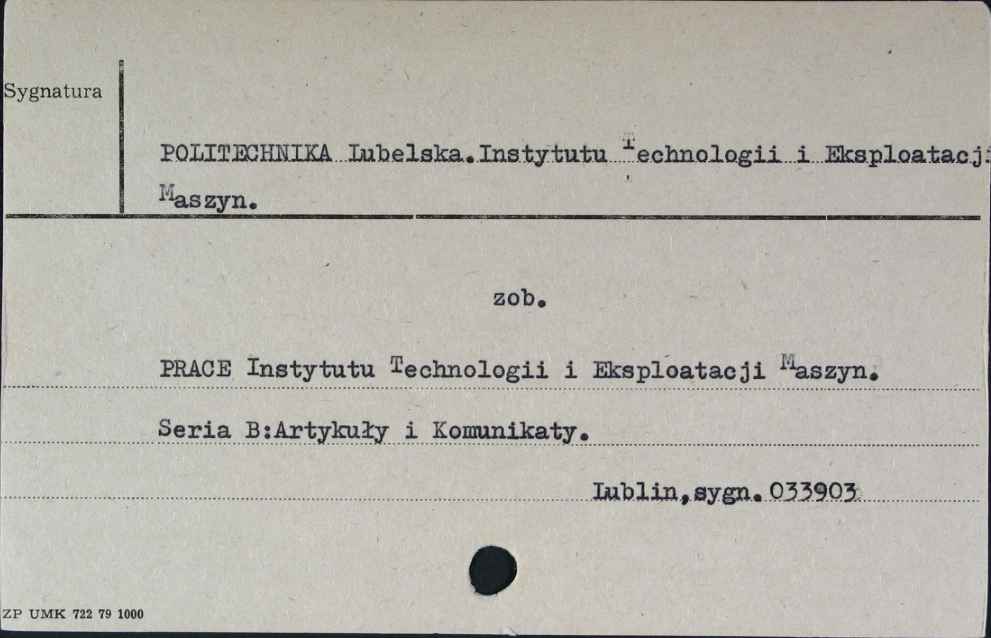 Sygnatura
POLITECHNIKA Lubelska.Instytutu Technologii i Eksploatacji
Maszyn.
zob.
PRACE Instytutu Technologii i Eksploatacji Maszyn.
Seria B:Artykuły i Komunikaty.
Lublin,sygn.033903
ZP UMK 722 79 1000